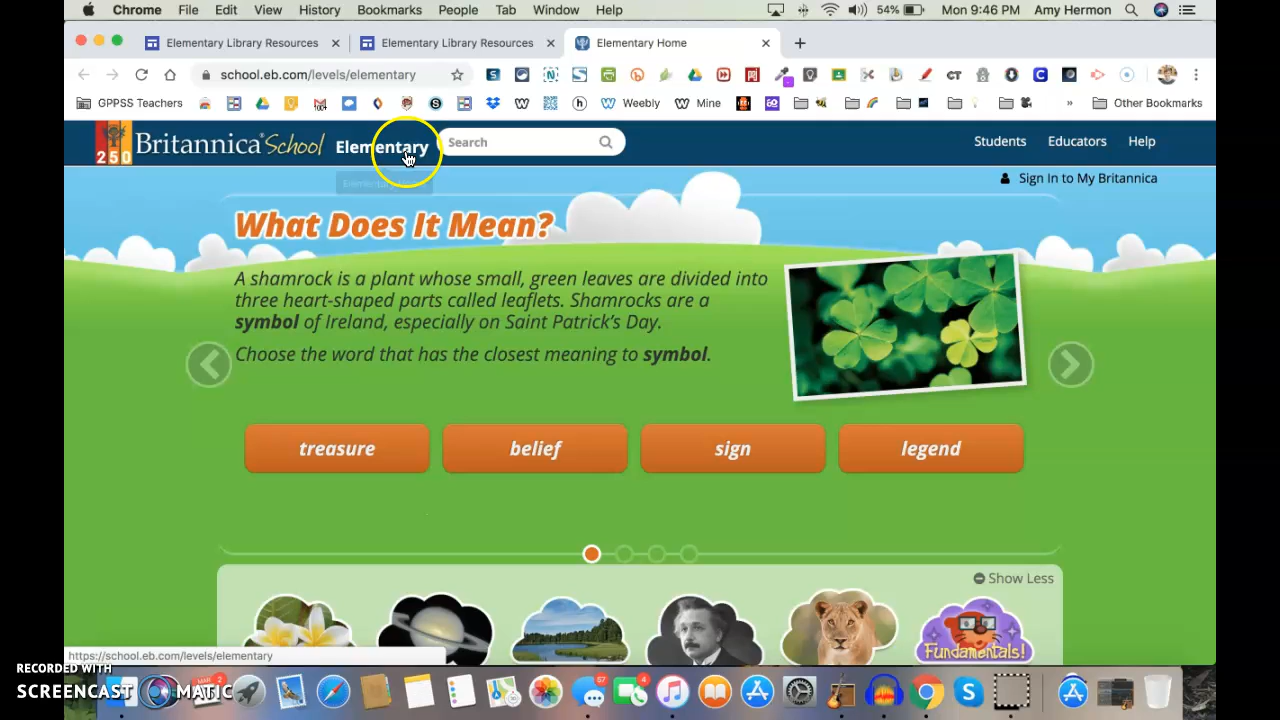 Chrome File Edit View History Bookmarks People Tab Window Help 54% Mon 9:46 PM Amy Hermon
Elementary Library Resources × Elementary Library Resources × Elementary Home × +
school.eb.com/levels/elementary
GPPSS Teachers Weebly Mine » Other Bookmarks
250 Britannica School Elementary Search Students Educators Help
Elementary Home
Sign In to My Britannica
What Does It Mean?
A shamrock is a plant whose small, green leaves are divided into
three heart-shaped parts called leaflets. Shamrocks are a
symbol of Ireland, especially on Saint Patrick's Day.
Choose the word that has the closest meaning to symbol.
treasure belief sign legend
Show Less
Fundamentals!
https://school.eb.com/levels/elementary
RECORDED WITH
SCREENCAST MATIC